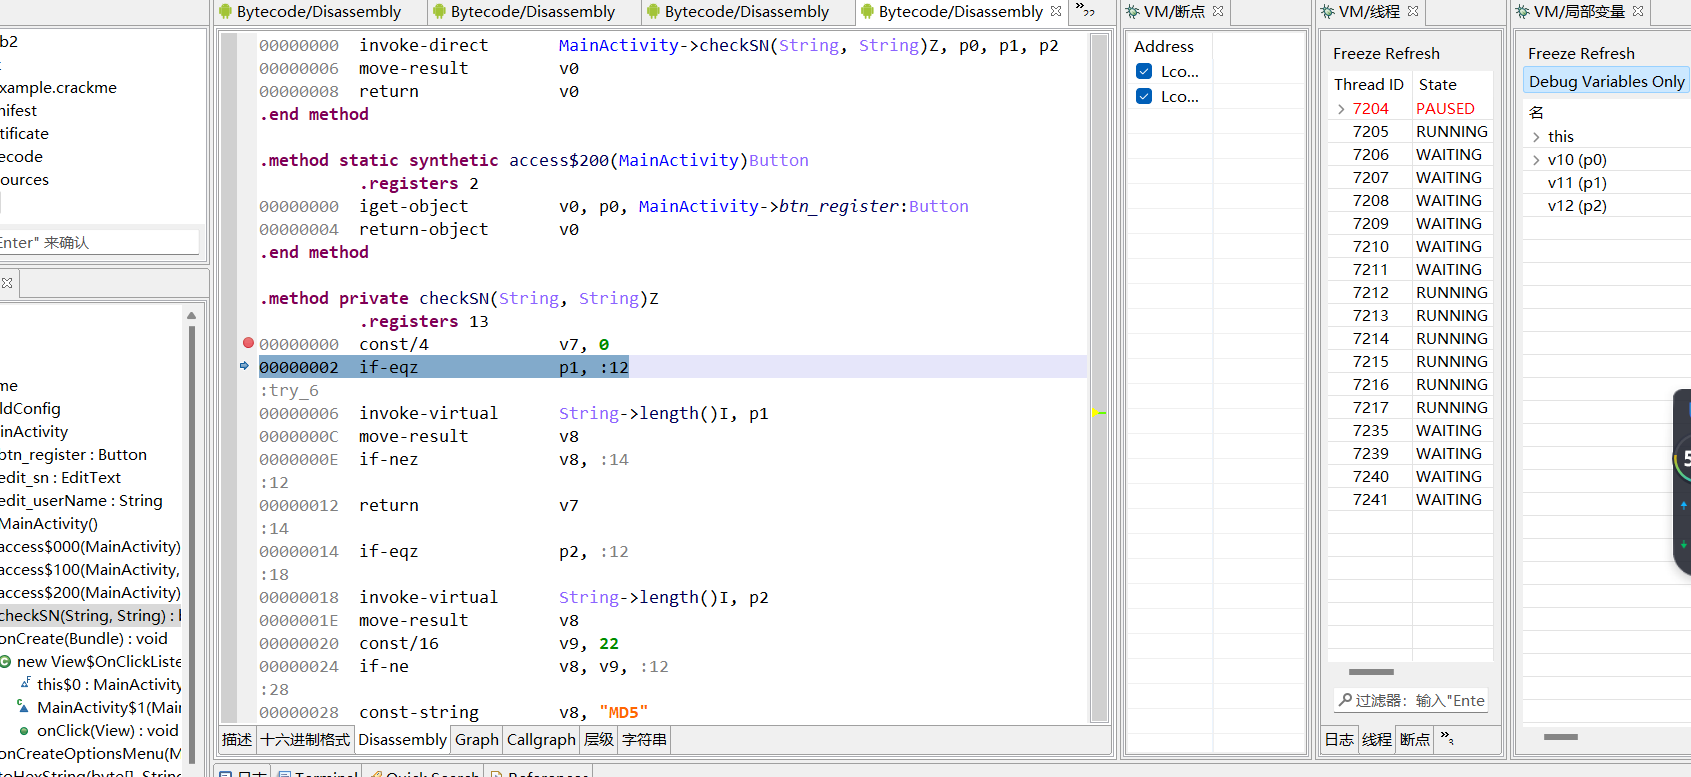 Bytecode/Disassembly
Bytecode/Disassembly
Bytecode/Disassembly
Bytecode/Disassembly
VM/断点
VM/线程
VM/局部变量
b2
xample.crackme
nifest
tificate
ecode
ources
Enter" 来确认
me
ldConfig
inActivity
btn_register : Button
edit_sn : EditText
edit_userName : String
MainActivity()
access$000(MainActivity)
access$100(MainActivity,
access$200(MainActivity)
checkSN(String, String) : b
onCreate(Bundle) : void
new View$OnClickListe
this$0 : MainActivity
MainActivity$1(Mai
onClick(View) : void
onCreateOptionsMenu(M
toHexString(byte[], String
00000000 invoke-direct MainActivity->checkSN(String, String)Z, p0, p1, p2
00000006 move-result v0
00000008 return v0
.end method
.method static synthetic access$200(MainActivity)Button
.registers 2
00000000 iget-object v0, p0, MainActivity->btn_register:Button
00000004 return-object v0
.end method
.method private checkSN(String, String)Z
.registers 13
00000000 const/4 v7, 0
00000002 if-eqz p1, :12
:try_6
00000006 invoke-virtual String->length()I, p1
0000000C move-result v8
0000000E if-nez v8, :14
:12
00000012 return v7
:14
00000014 if-eqz p2, :12
:18
00000018 invoke-virtual String->length()I, p2
0000001E move-result v8
00000020 const/16 v9, 22
00000024 if-ne v8, v9, :12
:28
00000028 const-string v8, "MD5"
描述 十六进制格式 Disassembly Graph Callgraph 层级 字符串
日志 Terminal Quick Search References
Address
Lco...
Lco...
Freeze Refresh
Thread ID State
7204 PAUSED
7205 RUNNING
7206 WAITING
7207 WAITING
7208 WAITING
7209 WAITING
7210 WAITING
7211 WAITING
7212 RUNNING
7213 RUNNING
7214 RUNNING
7215 RUNNING
7216 RUNNING
7217 RUNNING
7235 WAITING
7239 WAITING
7240 WAITING
7241 WAITING
过滤器：输入"Ente
日志 线程 断点
Freeze Refresh
Debug Variables Only
名
this
v10 (p0)
v11 (p1)
v12 (p2)